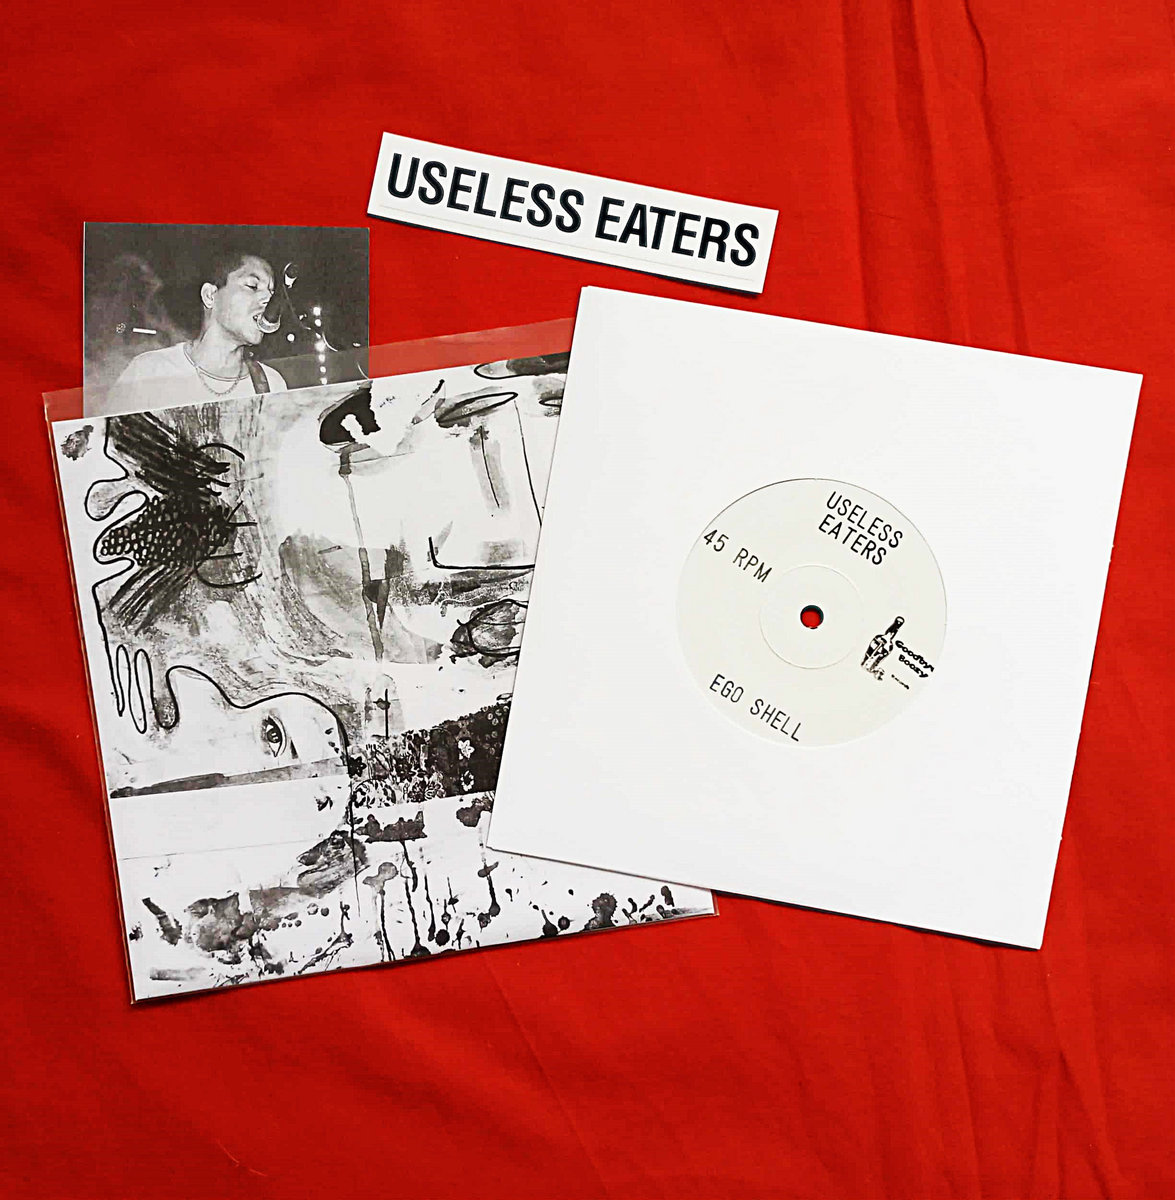 USELESS EATERS
USELESS
EATERS
45 RPM
Goodbye
BOOZY
EGO SHELL